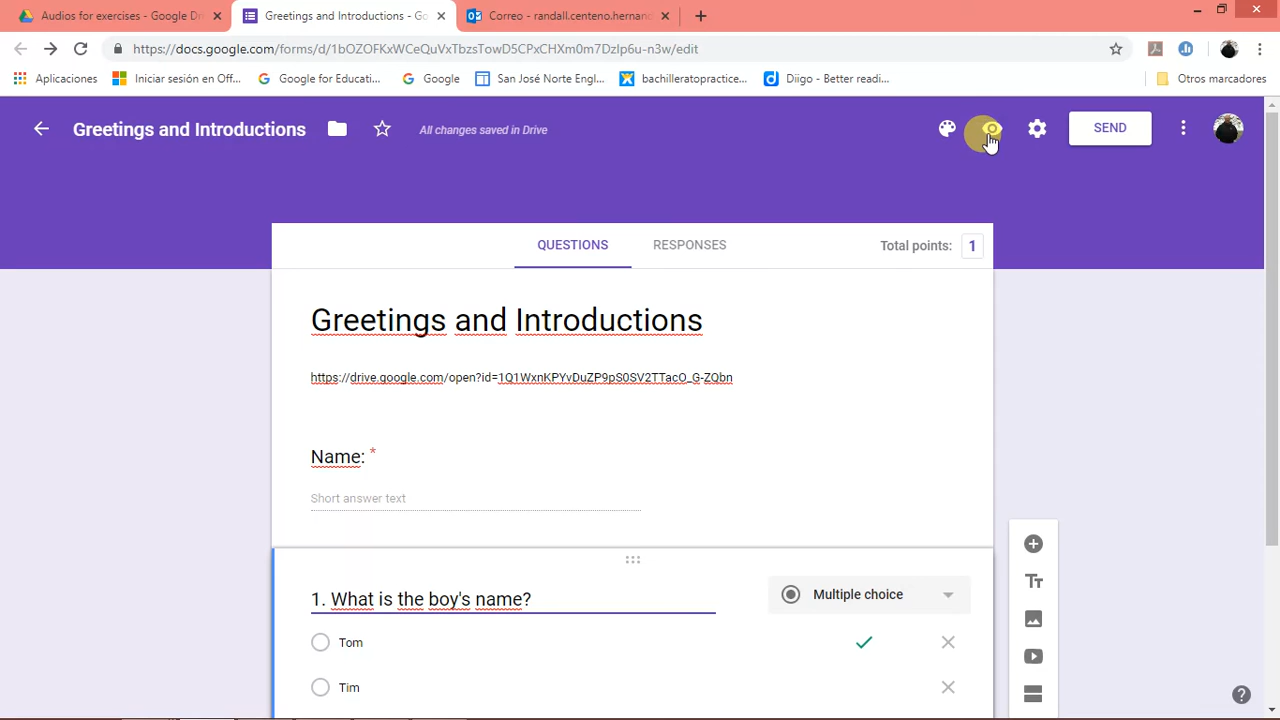 Audios for exercises - Google Dri
Greetings and Introductions - Go
Correo - randall.centeno.hernand
https://docs.google.com/forms/d/1bOZOFKxWCeQuVxTbzsTowD5CPxCHXm0m7DzIp6u-n3w/edit
Aplicaciones
Iniciar sesión en Off...
Google for Educati...
Google
San José Norte Engl...
bachilleratopractice...
Diigo - Better readi...
Otros marcadores
Greetings and Introductions
All changes saved in Drive
SEND
QUESTIONS
RESPONSES
Total points: 1
Greetings and Introductions
https://drive.google.com/open?id=1Q1WxnKPYvDuZP9pS0SV2TTacO_G-ZQbn
Name: *
Short answer text
1. What is the boy's name?
Multiple choice
Tom
Tim